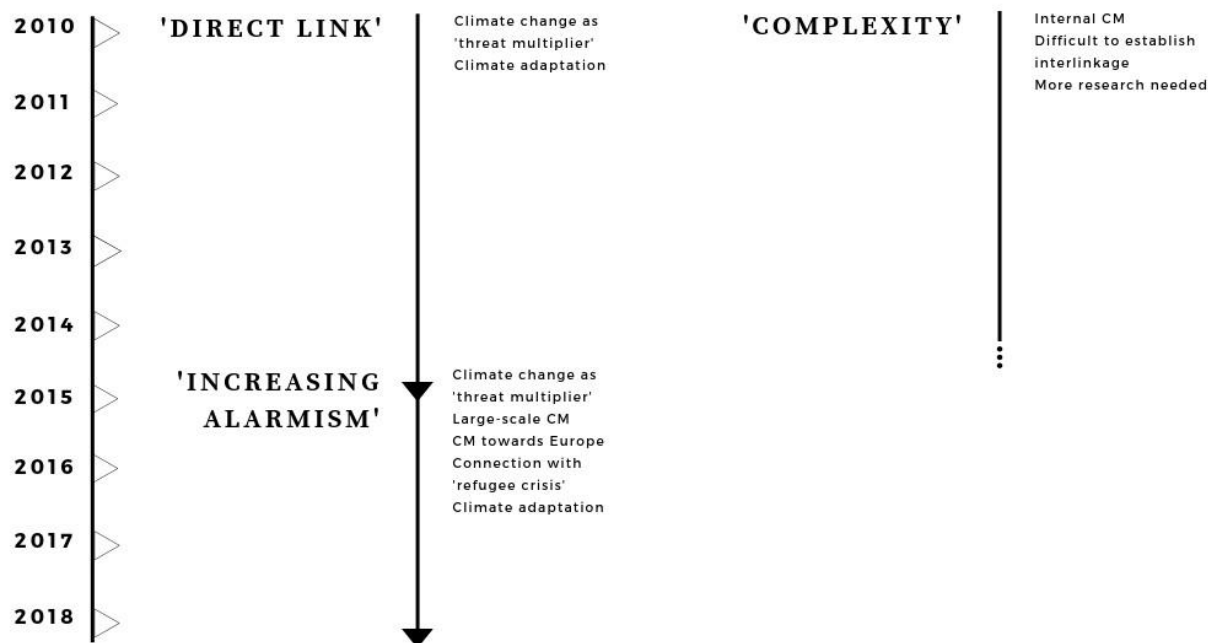 2010
2011
2012
2013
2014
2015
2016
2017
2018
'DIRECT LINK'
Climate change as
'threat multiplier'
Climate adaptation
'INCREASING
ALARMISM'
Climate change as
'threat multiplier'
Large-scale CM
CM towards Europe
Connection with
'refugee crisis'
Climate adaptation
'COMPLEXITY'
Internal CM
Difficult to establish
interlinkage
More research needed